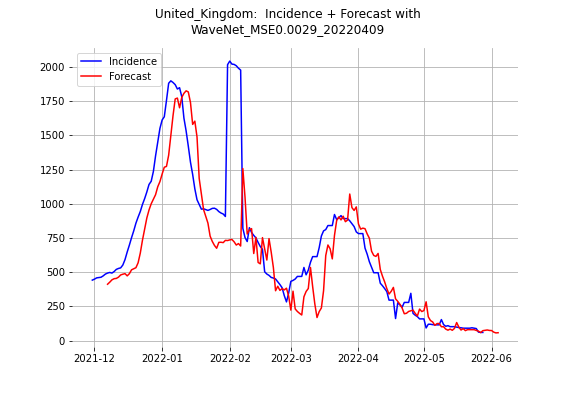 United_Kingdom:  Incidence + Forecast with
WaveNet_MSE0.0029_20220409
Incidence
Forecast
2000
1750
1500
1250
1000
750
500
250
0
2021-12 2022-01 2022-02 2022-03 2022-04 2022-05 2022-06